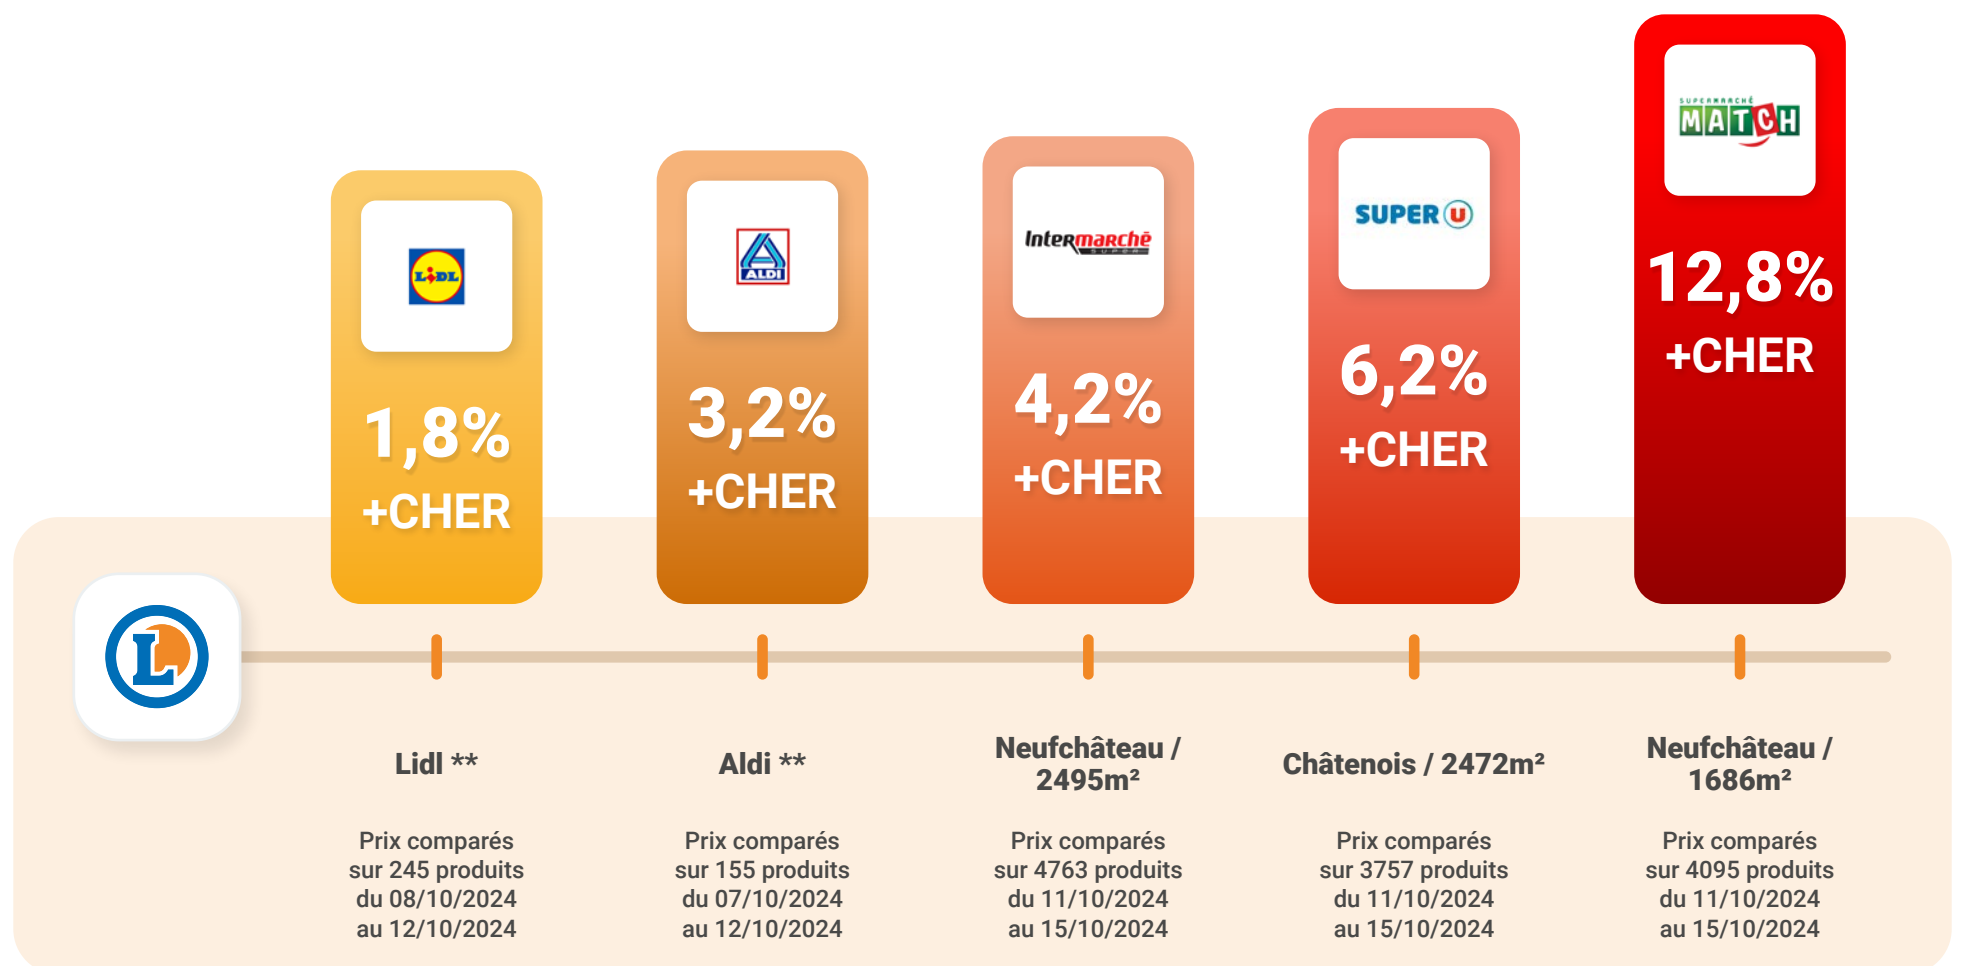 LIDL
1,8%
+CHER
ALDI
3,2%
+CHER
Intermarchē
SUPER
4,2%
+CHER
SUPER U
6,2%
+CHER
SUPERMARCHÉ
MATCH
12,8%
+CHER
L
Lidl **
Prix comparés
sur 245 produits
du 08/10/2024
au 12/10/2024
Aldi **
Prix comparés
sur 155 produits
du 07/10/2024
au 12/10/2024
Neufchâteau /
2495m²
Prix comparés
sur 4763 produits
du 11/10/2024
au 15/10/2024
Châtenois / 2472m²
Prix comparés
sur 3757 produits
du 11/10/2024
au 15/10/2024
Neufchâteau /
1686m²
Prix comparés
sur 4095 produits
du 11/10/2024
au 15/10/2024